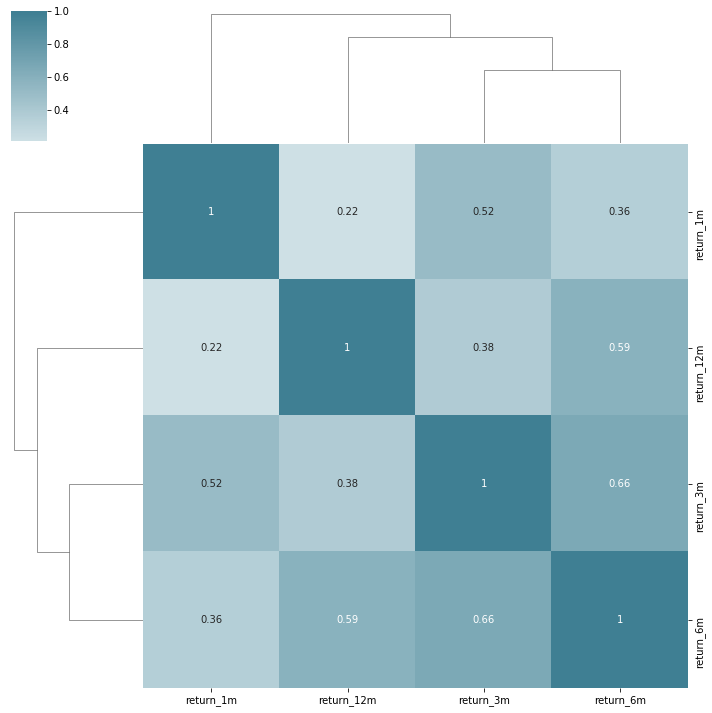 1.0
0.8
0.6
0.4
1 0.22 0.52 0.36 return_1m
0.22 1 0.38 0.59 return_12m
0.52 0.38 1 0.66 return_3m
0.36 0.59 0.66 1 return_6m
return_1m return_12m return_3m return_6m